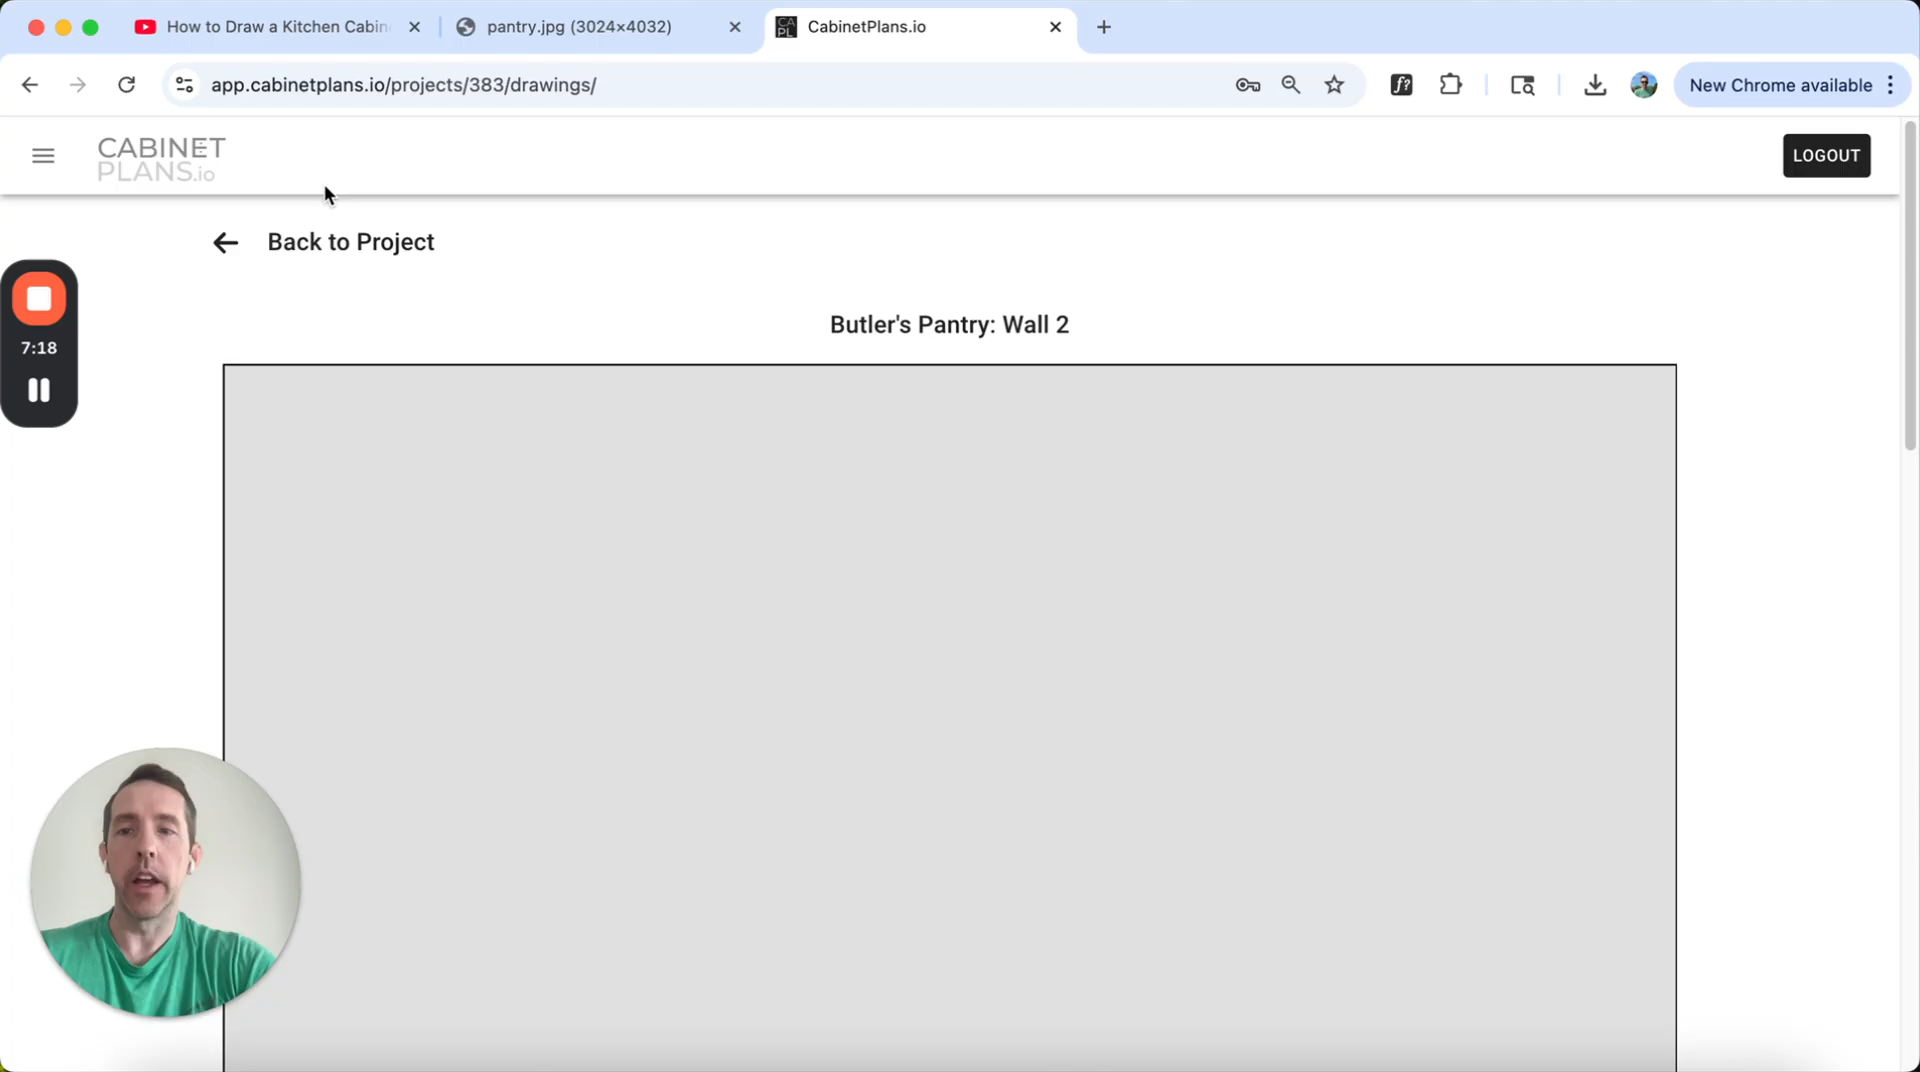 How to Draw a Kitchen Cabin
pantry.jpg (3024×4032)
CabinetPlans.io
app.cabinetplans.io/projects/383/drawings/
f?
New Chrome available
CABINET
PLANS.io
LOGOUT
Back to Project
7:18
Butler's Pantry: Wall 2